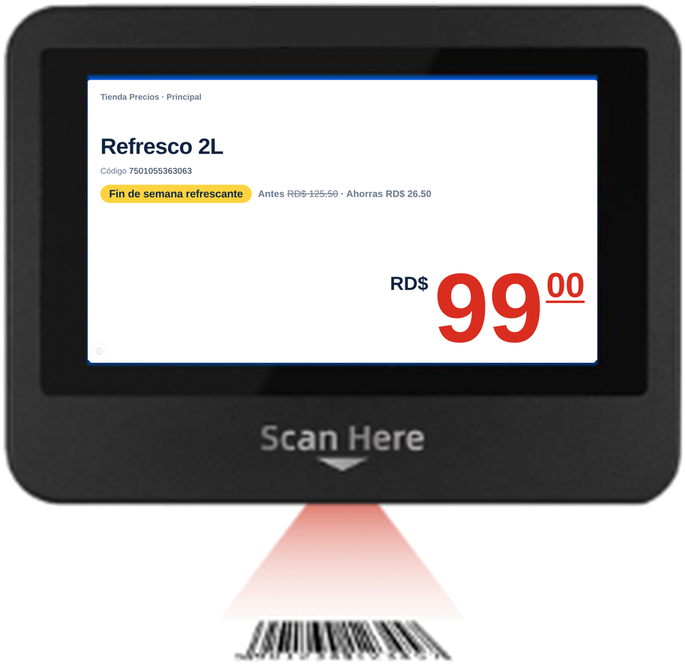 Tienda Precios · Principal
Refresco 2L
Código 7501055363063
Fin de semana refrescante Antes RD$ 125.50 · Ahorras RD$ 26.50
RD$ 99 00
Scan Here